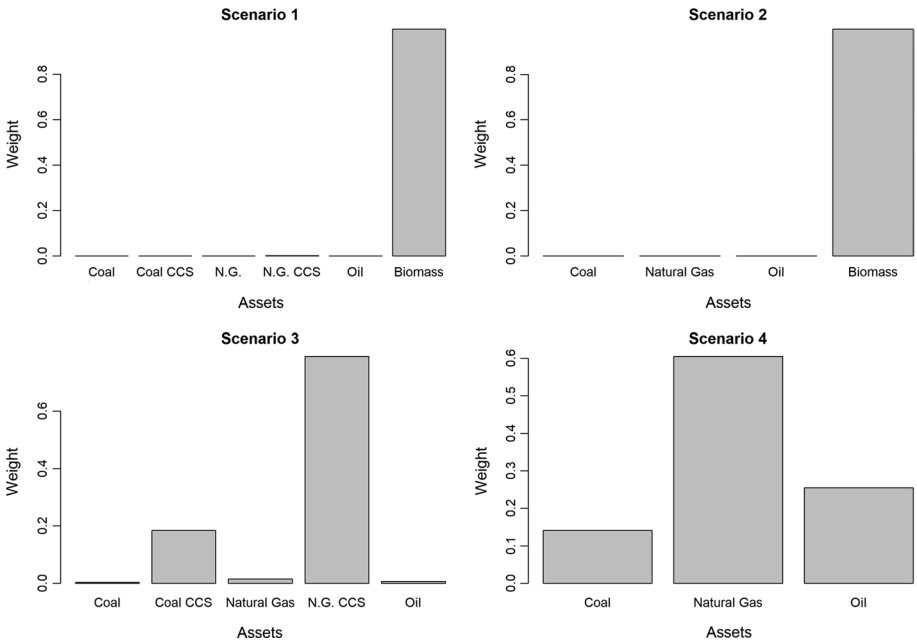 Scenario 1
Weight
0.8
0.6
0.4
0.2
0.0
Coal Coal CCS N.G. N.G. CCS Oil Biomass
Assets
Scenario 2
Weight
0.8
0.6
0.4
0.2
0.0
Coal Natural Gas Oil Biomass
Assets
Scenario 3
Weight
0.6
0.4
0.2
0.0
Coal Coal CCS Natural Gas N.G. CCS Oil
Assets
Scenario 4
Weight
0.6
0.5
0.4
0.3
0.2
0.1
0.0
Coal Natural Gas Oil
Assets